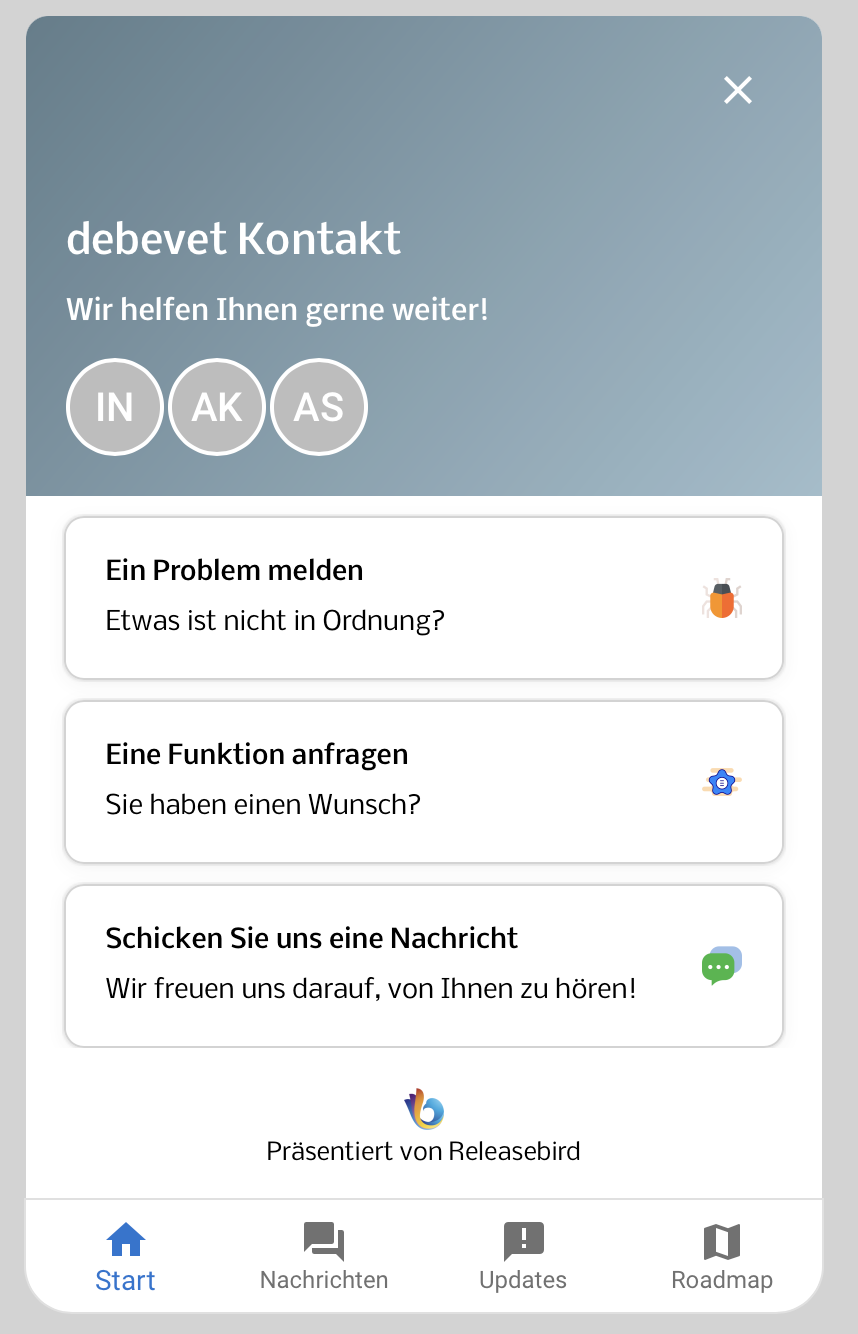 debevet Kontakt
Wir helfen Ihnen gerne weiter!
IN AK AS
Ein Problem melden
Etwas ist nicht in Ordnung?
Eine Funktion anfragen
Sie haben einen Wunsch?
Schicken Sie uns eine Nachricht
Wir freuen uns darauf, von Ihnen zu hören!
Präsentiert von Releasebird
Start Nachrichten Updates Roadmap